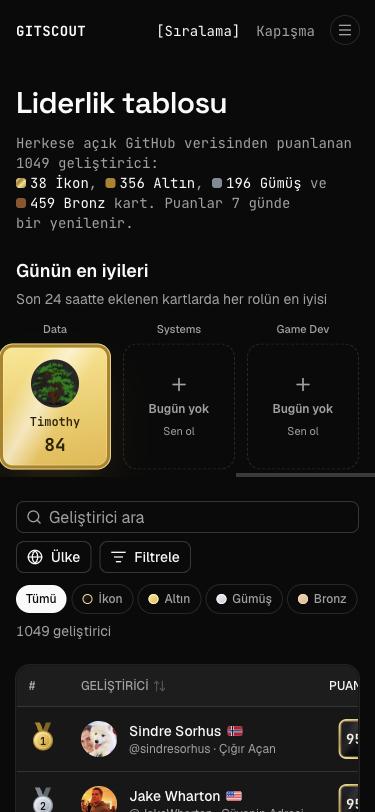 GITSCOUT [Sıralama] Kapışma
Liderlik tablosu
Herkese açık GitHub verisinden puanlanan
1049 geliştirici:
38 İkon, 356 Altın, 196 Gümüş ve
459 Bronz kart. Puanlar 7 günde
bir yenilenir.
Günün en iyileri
Son 24 saatte eklenen kartlarda her rolün en iyisi
Data Systems Game Dev
Timothy
84
Bugün yok
Sen ol
Bugün yok
Sen ol
Geliştirici ara
Ülke Filtrele
Tümü İkon Altın Gümüş Bronz
1049 geliştirici
# GELİŞTİRİCİ PUAN
1 Sindre Sorhus 95
@sindresorhus · Çığır Açan
2 Jake Wharton 95